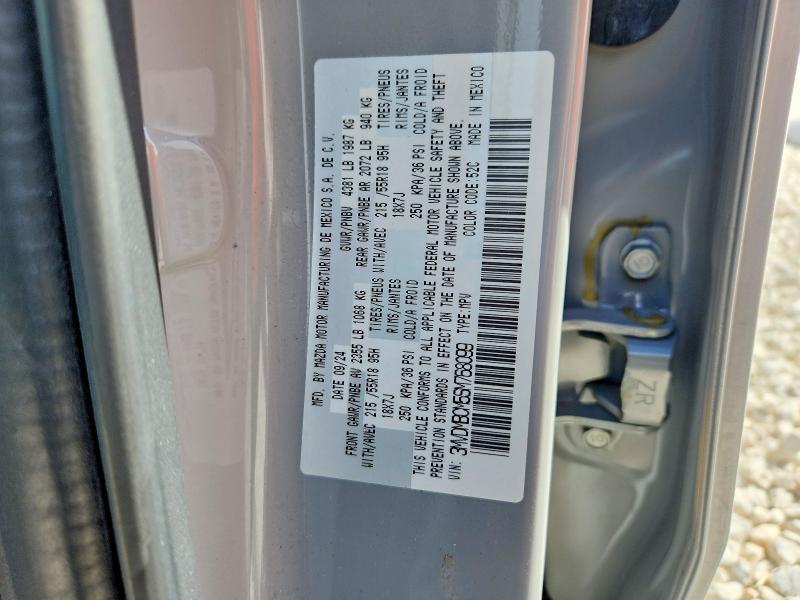 MFD. BY MAZDA MOTOR MANUFACTURING DE MEXICO S.A. DE C.V.
DATE 09/24 GVWR/PNBV 4381 LB 1987 KG
FRONT GAWR/PNBE AV 2355 LB 1068 KG REAR GAWR/PNBE AR 2072 LB 940 KG
WITH/AVEC 215 /55R18 95H TIRES/PNEUS WITH/AVEC 215 /55R18 95H TIRES/PNEUS
18X7J RIMS/JANTES 18X7J RIMS/JANTES
250 KPA/36 PSI COLD/A FROID 250 KPA/36 PSI COLD/A FROID
THIS VEHICLE CONFORMS TO ALL APPLICABLE FEDERAL MOTOR VEHICLE SAFETY AND THEFT
PREVENTION STANDARDS IN EFFECT ON THE DATE OF MANUFACTURE SHOWN ABOVE.
VIN: 3MVDMBCM6SM768099 TYPE:MPV COLOR CODE:52C MADE IN MEXICO
ZR